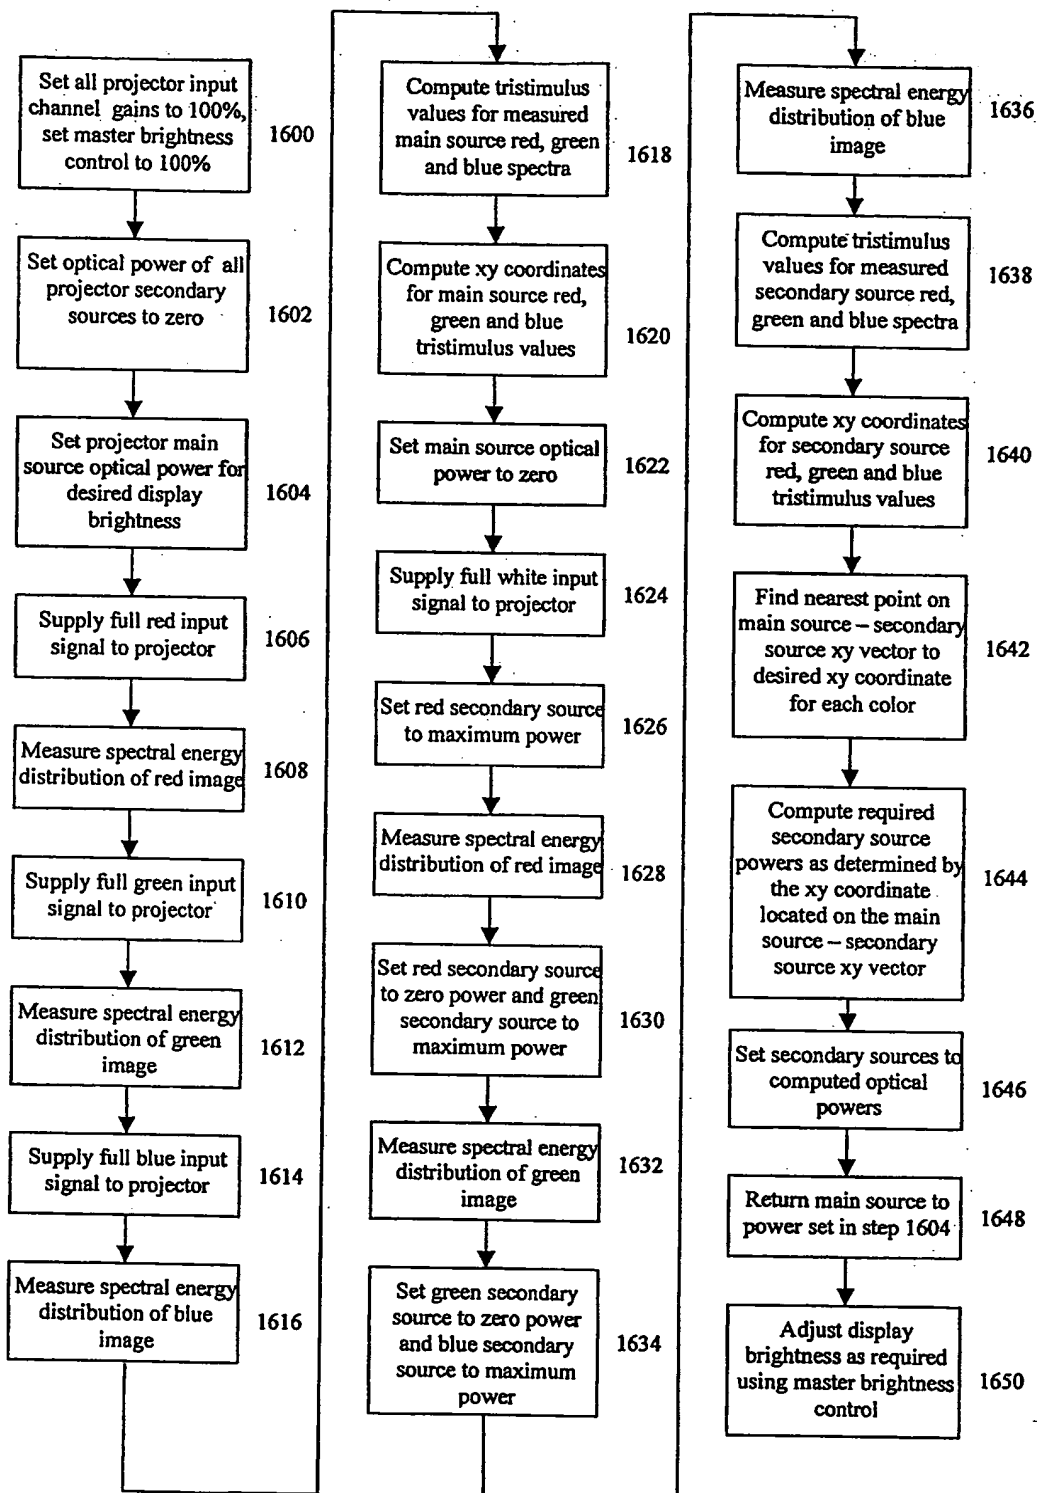 Set all projector input
channel gains to 100%,
set master brightness
control to 100%
1600
Set optical power of all
projector secondary
sources to zero
1602
Set projector main
source optical power for
desired display
brightness
1604
Supply full red input
signal to projector
1606
Measure spectral energy
distribution of red image
1608
Supply full green input
signal to projector
1610
Measure spectral energy
distribution of green
image
1612
Supply full blue input
signal to projector
1614
Measure spectral energy
distribution of blue
image
1616
Compute tristimulus
values for measured
main source red, green
and blue spectra
1618
Compute xy coordinates
for main source red,
green and blue
tristimulus values
1620
Set main source optical
power to zero
1622
Supply full white input
signal to projector
1624
Set red secondary source
to maximum power
1626
Measure spectral energy
distribution of red image
1628
Set red secondary source
to zero power and green
secondary source to
maximum power
1630
Measure spectral energy
distribution of green
image
1632
Set green secondary
source to zero power
and blue secondary
source to maximum
power
1634
Measure spectral energy
distribution of blue
image
1636
Compute tristimulus
values for measured
secondary source red,
green and blue spectra
1638
Compute xy coordinates
for secondary source
red, green and blue
tristimulus values
1640
Find nearest point on
main source – secondary
source xy vector to
desired xy coordinate
for each color
1642
Compute required
secondary source
powers as determined by
the xy coordinate
located on the main
source – secondary
source xy vector
1644
Set secondary sources to
computed optical
powers
1646
Return main source to
power set in step 1604
1648
Adjust display
brightness as required
using master brightness
control
1650